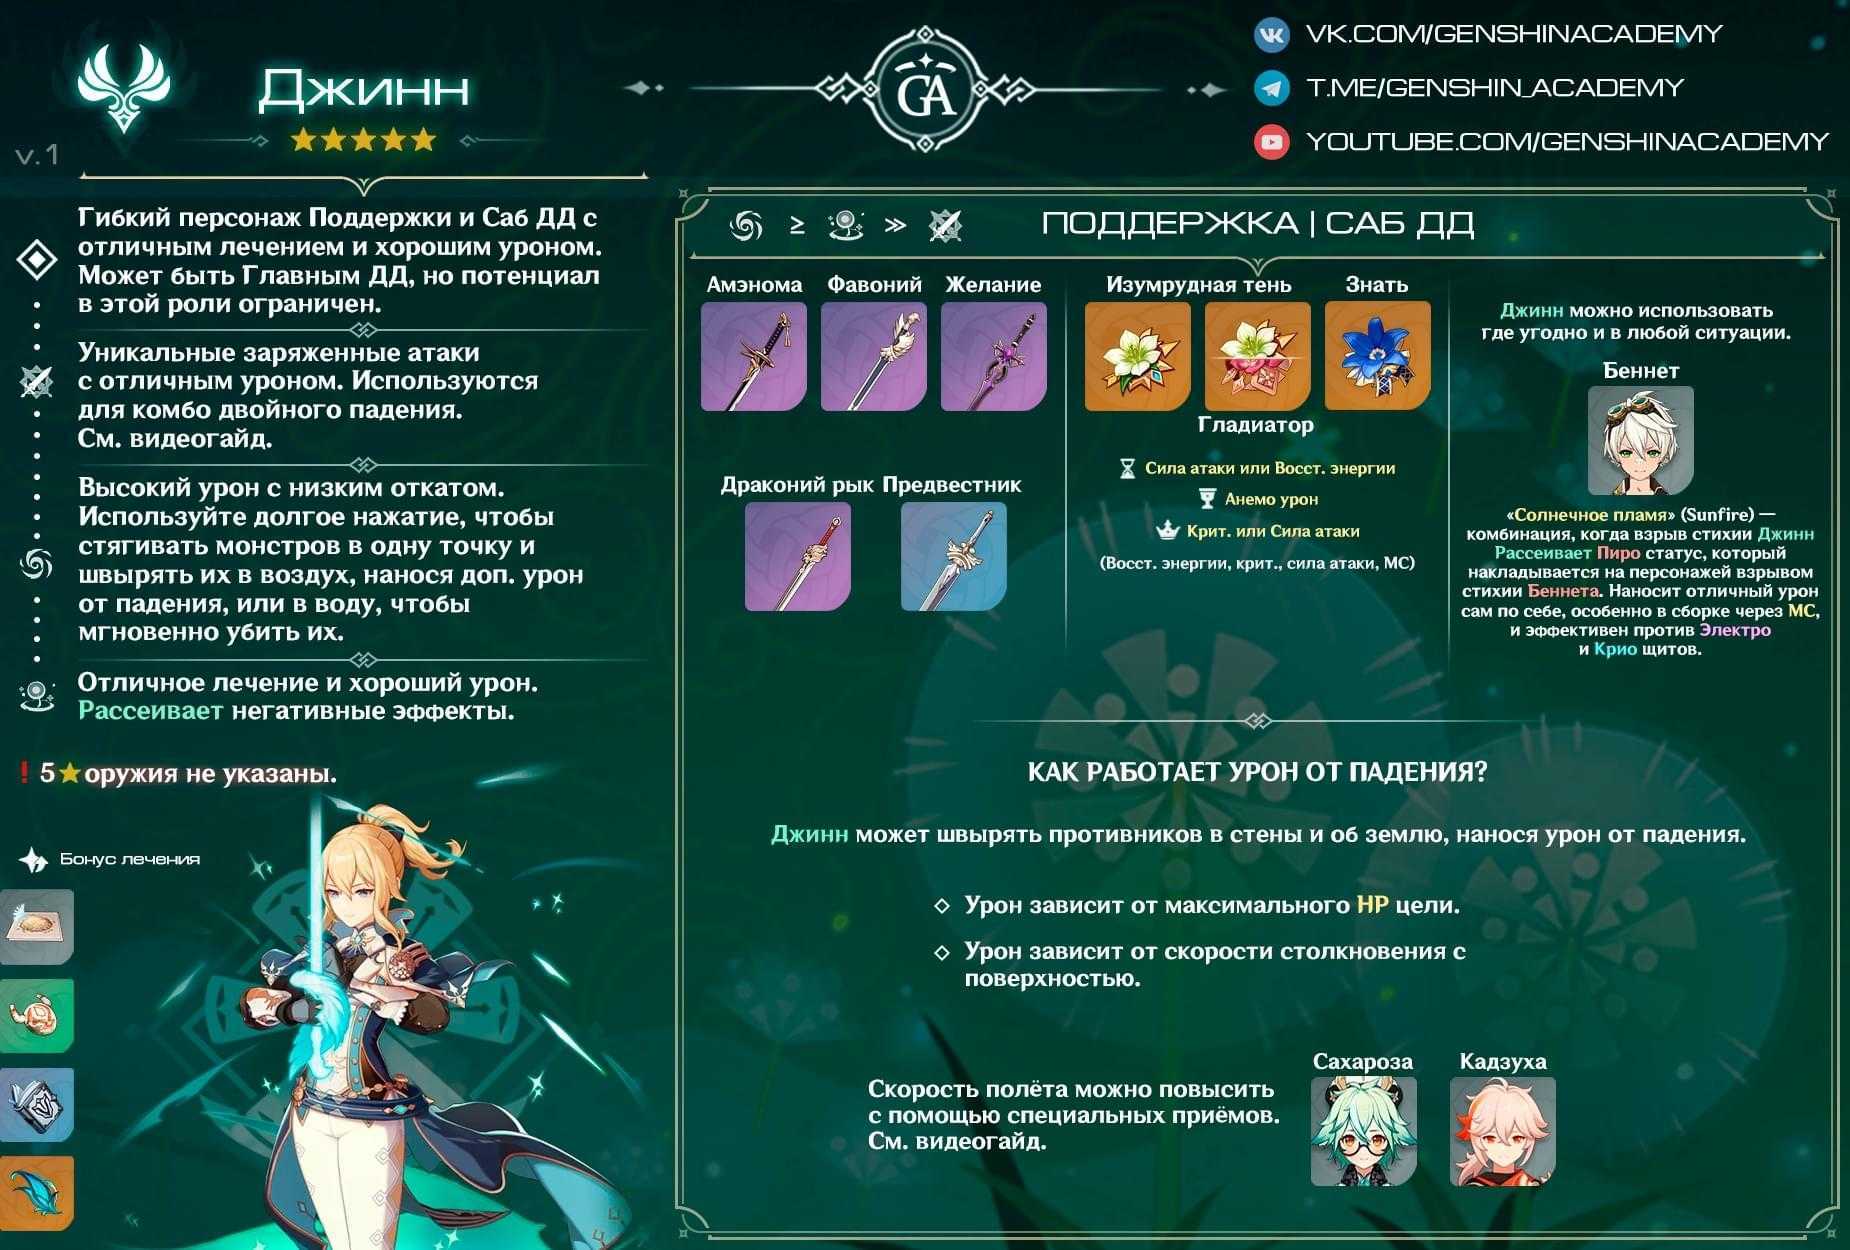 Джинн
v.1
GA
VK.COM/GENSHINACADEMY
T.ME/GENSHIN_ACADEMY
YOUTUBE.COM/GENSHINACADEMY
Гибкий персонаж Поддержки и Саб ДД с
отличным лечением и хорошим уроном.
Может быть Главным ДД, но потенциал
в этой роли ограничен.
Уникальные заряженные атаки
с отличным уроном. Используются
для комбо двойного падения.
См. видеогайд.
Высокий урон с низким откатом.
Используйте долгое нажатие, чтобы
стягивать монстров в одну точку и
швырять их в воздух, нанося доп. урон
от падения, или в воду, чтобы
мгновенно убить их.
Отличное лечение и хороший урон.
Рассеивает негативные эффекты.
! 5★ оружия не указаны.
Бонус лечения
≥ » ПОДДЕРЖКА | САБ ДД
Амэнома Фавоний Желание
Драконий рык Предвестник
Изумрудная тень Знать
Гладиатор
Сила атаки или Восст. энергии
Анемо урон
Крит. или Сила атаки
(Восст. энергии, крит., сила атаки, МС)
Джинн можно использовать
где угодно и в любой ситуации.
Беннет
«Солнечное пламя» (Sunfire) —
комбинация, когда взрыв стихии Джинн
Рассеивает Пиро статус, который
накладывается на персонажей взрывом
стихии Беннета. Наносит отличный урон
сам по себе, особенно в сборке через МС,
и эффективен против Электро
и Крио щитов.
КАК РАБОТАЕТ УРОН ОТ ПАДЕНИЯ?
Джинн может швырять противников в стены и об землю, нанося урон от падения.
Урон зависит от максимального HP цели.
Урон зависит от скорости столкновения с
поверхностью.
Скорость полёта можно повысить
с помощью специальных приёмов.
См. видеогайд.
Сахароза Кадзуха